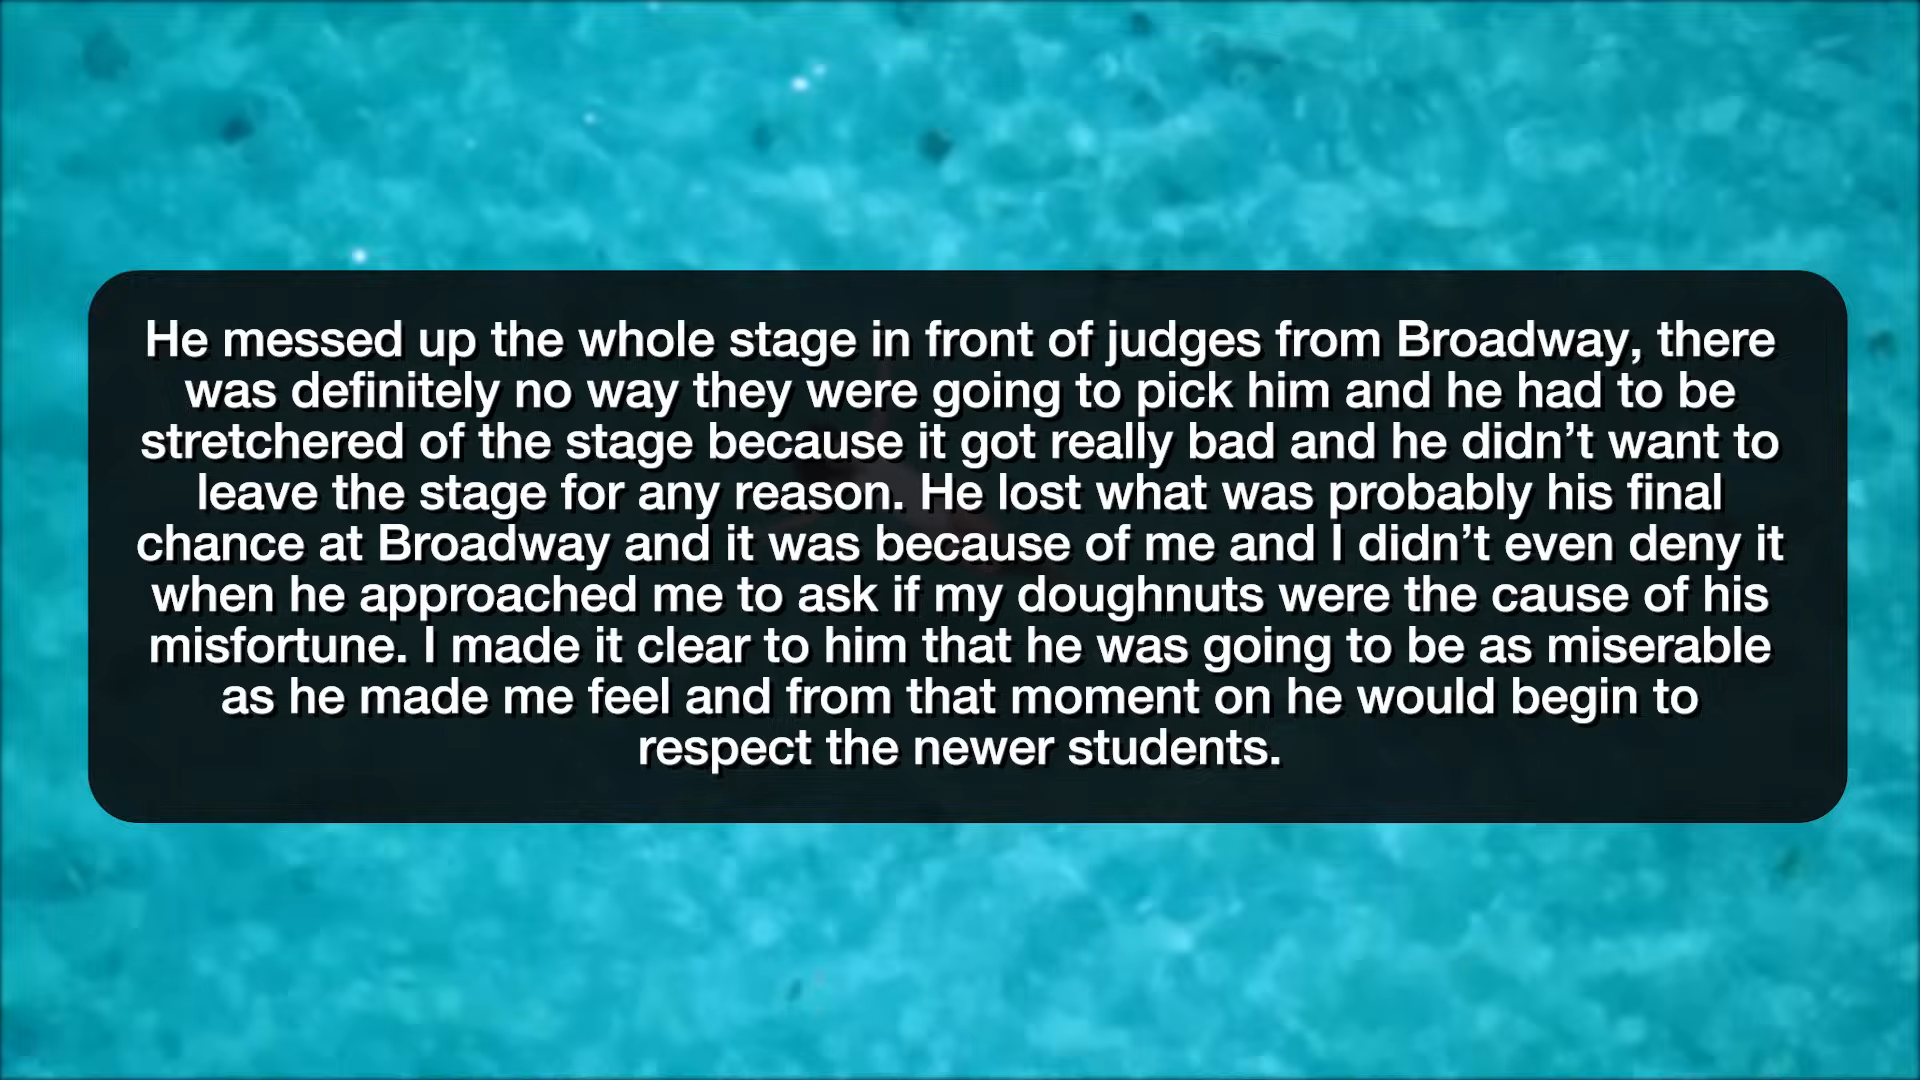 He messed up the whole stage in front of judges from Broadway, there
was definitely no way they were going to pick him and he had to be
stretchered of the stage because it got really bad and he didn’t want to
leave the stage for any reason. He lost what was probably his final
chance at Broadway and it was because of me and I didn’t even deny it
when he approached me to ask if my doughnuts were the cause of his
misfortune. I made it clear to him that he was going to be as miserable
as he made me feel and from that moment on he would begin to
respect the newer students.